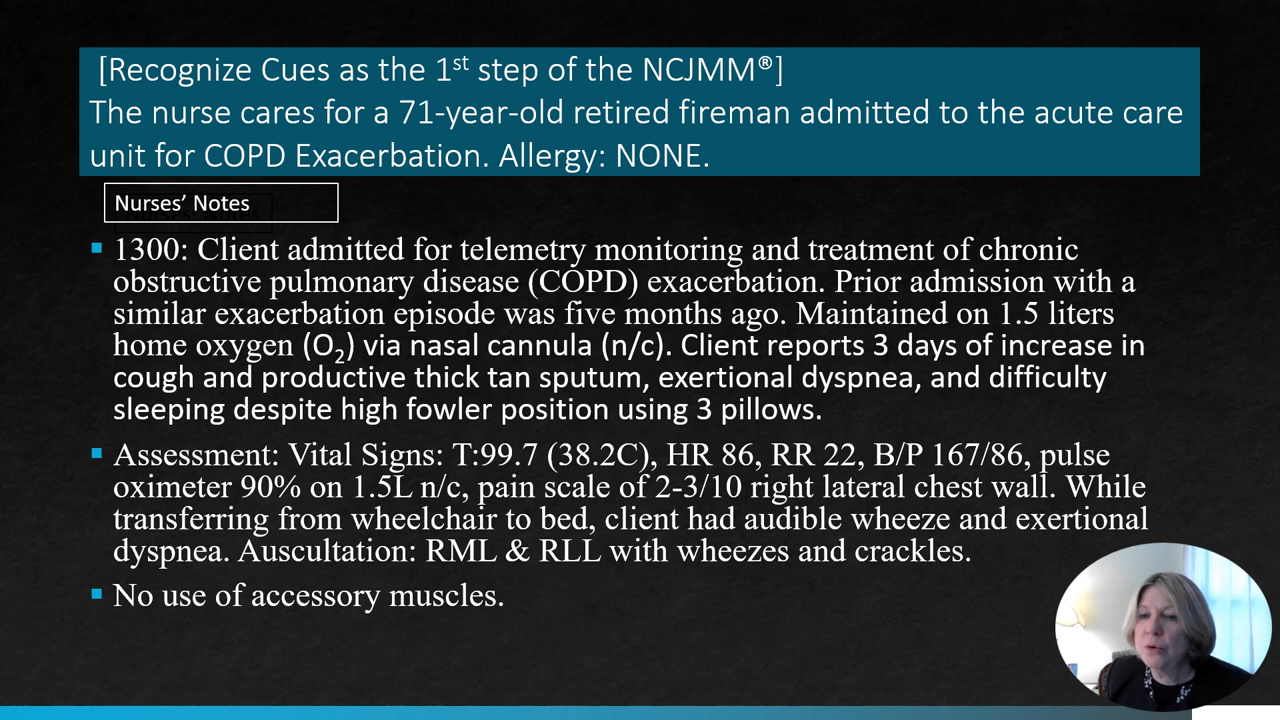 [Recognize Cues as the 1st step of the NCJMM®]
The nurse cares for a 71-year-old retired fireman admitted to the acute care
unit for COPD Exacerbation. Allergy: NONE.
Nurses’ Notes
▪ 1300: Client admitted for telemetry monitoring and treatment of chronic
obstructive pulmonary disease (COPD) exacerbation. Prior admission with a
similar exacerbation episode was five months ago. Maintained on 1.5 liters
home oxygen (O2) via nasal cannula (n/c). Client reports 3 days of increase in
cough and productive thick tan sputum, exertional dyspnea, and difficulty
sleeping despite high fowler position using 3 pillows.
▪ Assessment: Vital Signs: T:99.7 (38.2C), HR 86, RR 22, B/P 167/86, pulse
oximeter 90% on 1.5L n/c, pain scale of 2-3/10 right lateral chest wall. While
transferring from wheelchair to bed, client had audible wheeze and exertional
dyspnea. Auscultation: RML & RLL with wheezes and crackles.
▪ No use of accessory muscles.